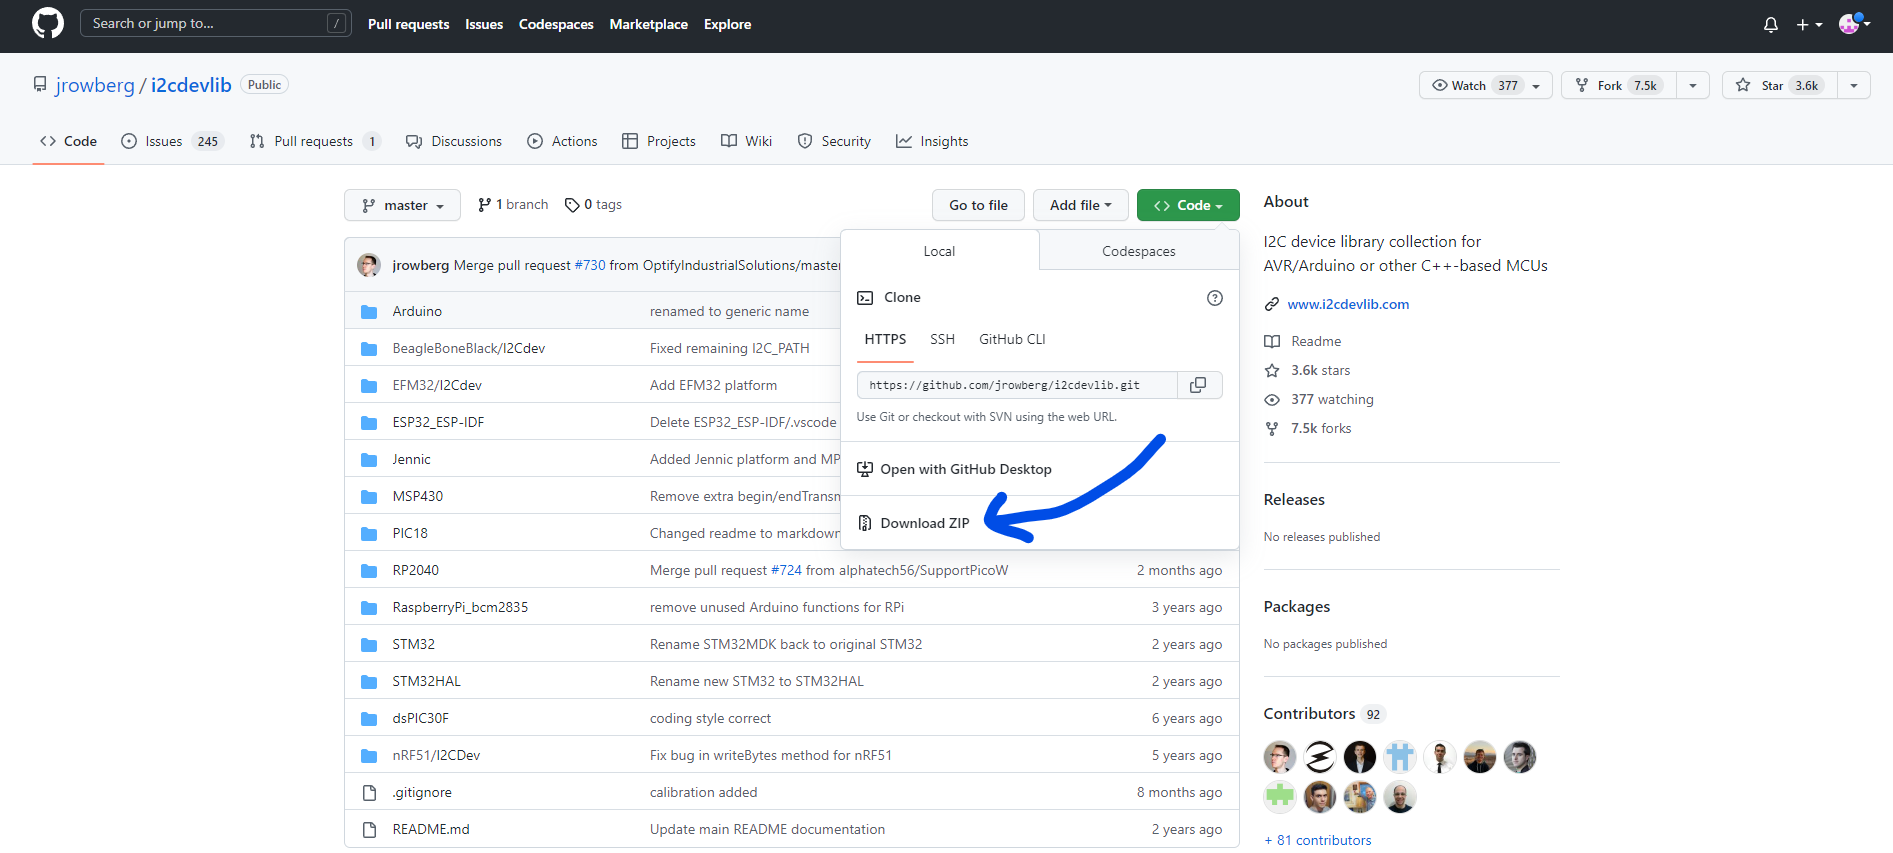 Search or jump to... /
Pull requests Issues Codespaces Marketplace Explore
jrowberg / i2cdevlib Public
Watch 377 Fork 7.5k Star 3.6k
Code Issues 245 Pull requests 1 Discussions Actions Projects Wiki Security Insights
master 1 branch 0 tags Go to file Add file Code
jrowberg Merge pull request #730 from OptifyIndustrialSolutions/master
Arduino renamed to generic name
BeagleBoneBlack/I2Cdev Fixed remaining I2C_PATH
EFM32/I2Cdev Add EFM32 platform
ESP32_ESP-IDF Delete ESP32_ESP-IDF/.vscode
Jennic Added Jennic platform and MP
MSP430 Remove extra begin/endTransm
PIC18 Changed readme to markdown
RP2040 Merge pull request #724 from alphatech56/SupportPicoW 2 months ago
RaspberryPi_bcm2835 remove unused Arduino functions for RPi 3 years ago
STM32 Rename STM32MDK back to original STM32 2 years ago
STM32HAL Rename new STM32 to STM32HAL 2 years ago
dsPIC30F coding style correct 6 years ago
nRF51/I2CDev Fix bug in writeBytes method for nRF51 5 years ago
.gitignore calibration added 8 months ago
README.md Update main README documentation 2 years ago
Local Codespaces
Clone
HTTPS SSH GitHub CLI
https://github.com/jrowberg/i2cdevlib.git
Use Git or checkout with SVN using the web URL.
Open with GitHub Desktop
Download ZIP
About
I2C device library collection for
AVR/Arduino or other C++-based MCUs
www.i2cdevlib.com
Readme
3.6k stars
377 watching
7.5k forks
Releases
No releases published
Packages
No packages published
Contributors 92
+ 81 contributors